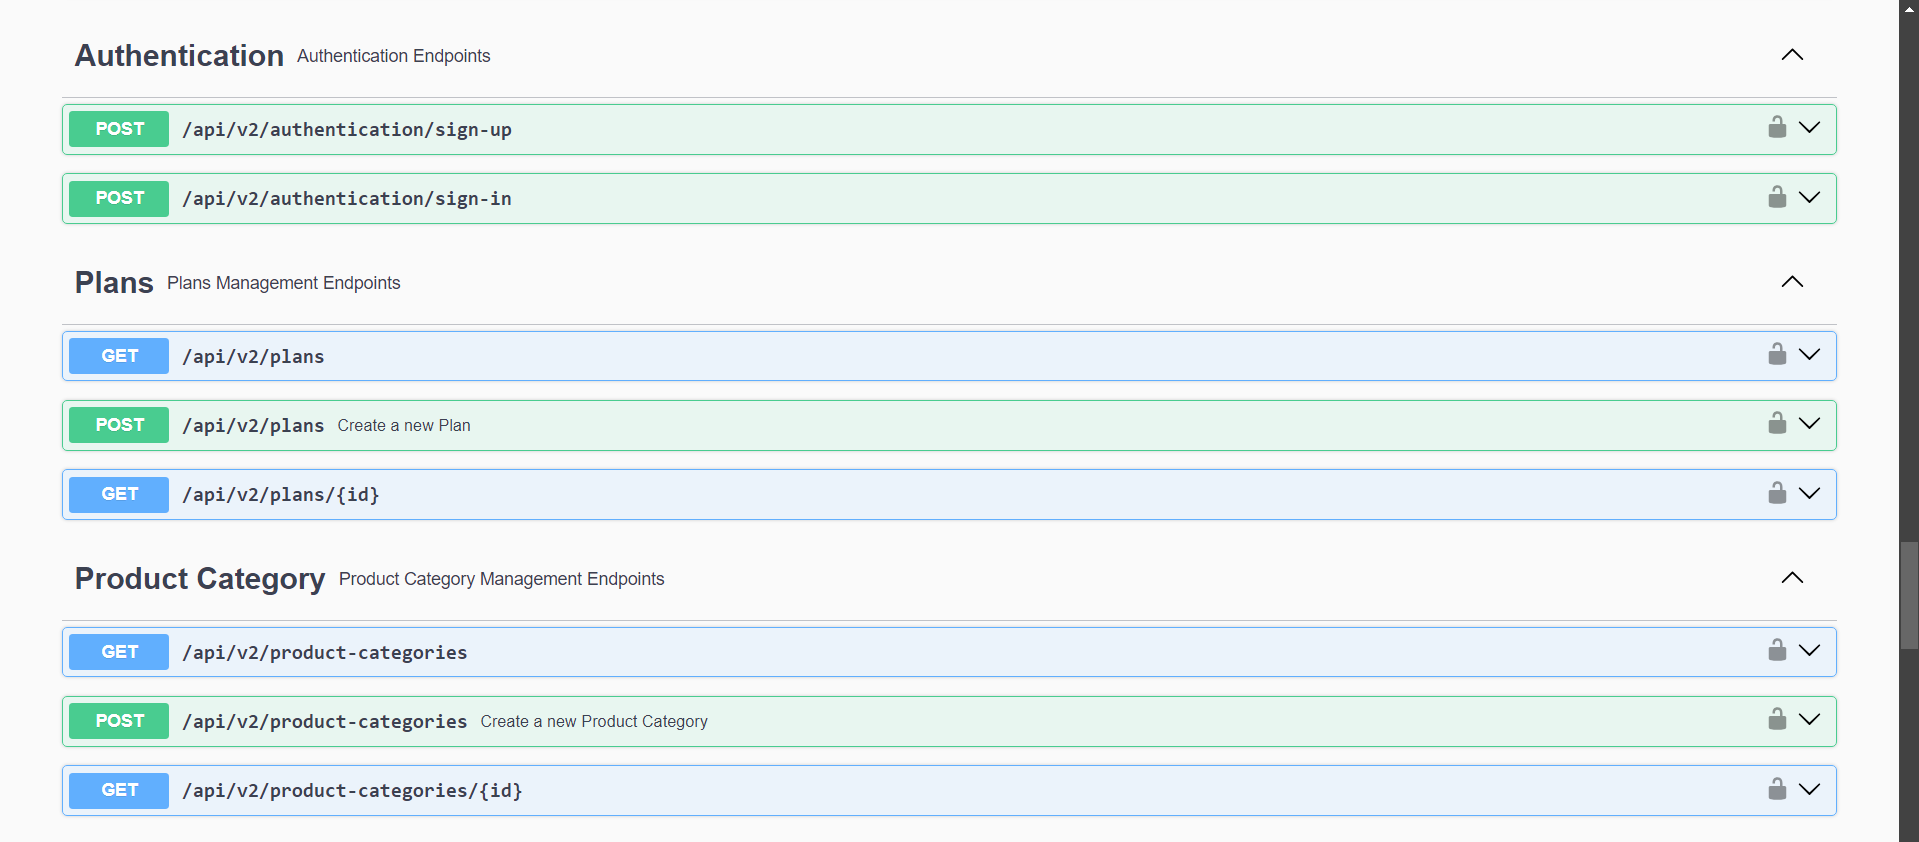 Authentication Authentication Endpoints
POST /api/v2/authentication/sign-up
POST /api/v2/authentication/sign-in
Plans Plans Management Endpoints
GET /api/v2/plans
POST /api/v2/plans Create a new Plan
GET /api/v2/plans/{id}
Product Category Product Category Management Endpoints
GET /api/v2/product-categories
POST /api/v2/product-categories Create a new Product Category
GET /api/v2/product-categories/{id}